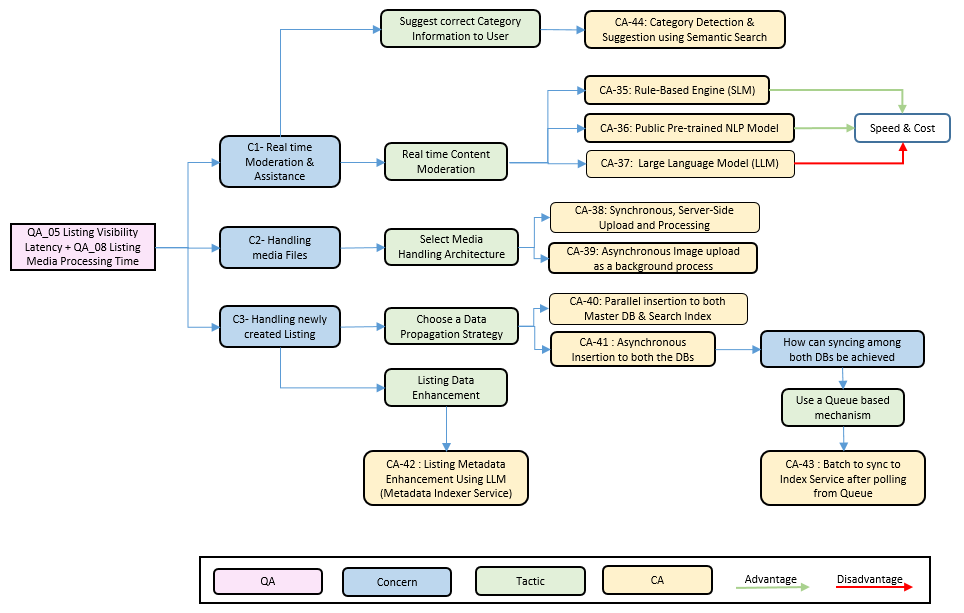 Suggest correct Category
Information to User
CA-44: Category Detection &
Suggestion using Semantic Search
CA-35: Rule-Based Engine (SLM)
CA-36: Public Pre-trained NLP Model
Speed & Cost
CA-37:  Large Language Model (LLM)
C1- Real time
Moderation &
Assistance
Real time Content
Moderation
QA_05 Listing Visibility
Latency + QA_08 Listing
Media Processing Time
C2- Handling
media Files
Select Media
Handling Architecture
CA-38: Synchronous, Server-Side
Upload and Processing
CA-39: Asynchronous Image upload
as a background process
C3- Handling newly
created Listing
Choose a Data
Propagation Strategy
CA-40: Parallel insertion to both
Master DB & Search Index
CA-41 : Asynchronous
Insertion to both the DBs
How can syncing among
both DBs be achieved
Listing Data
Enhancement
Use a Queue based
mechanism
CA-42 : Listing Metadata
Enhancement Using LLM
(Metadata Indexer Service)
CA-43 : Batch to sync to
Index Service after polling
from Queue
QA
Concern
Tactic
CA
Advantage
Disadvantage